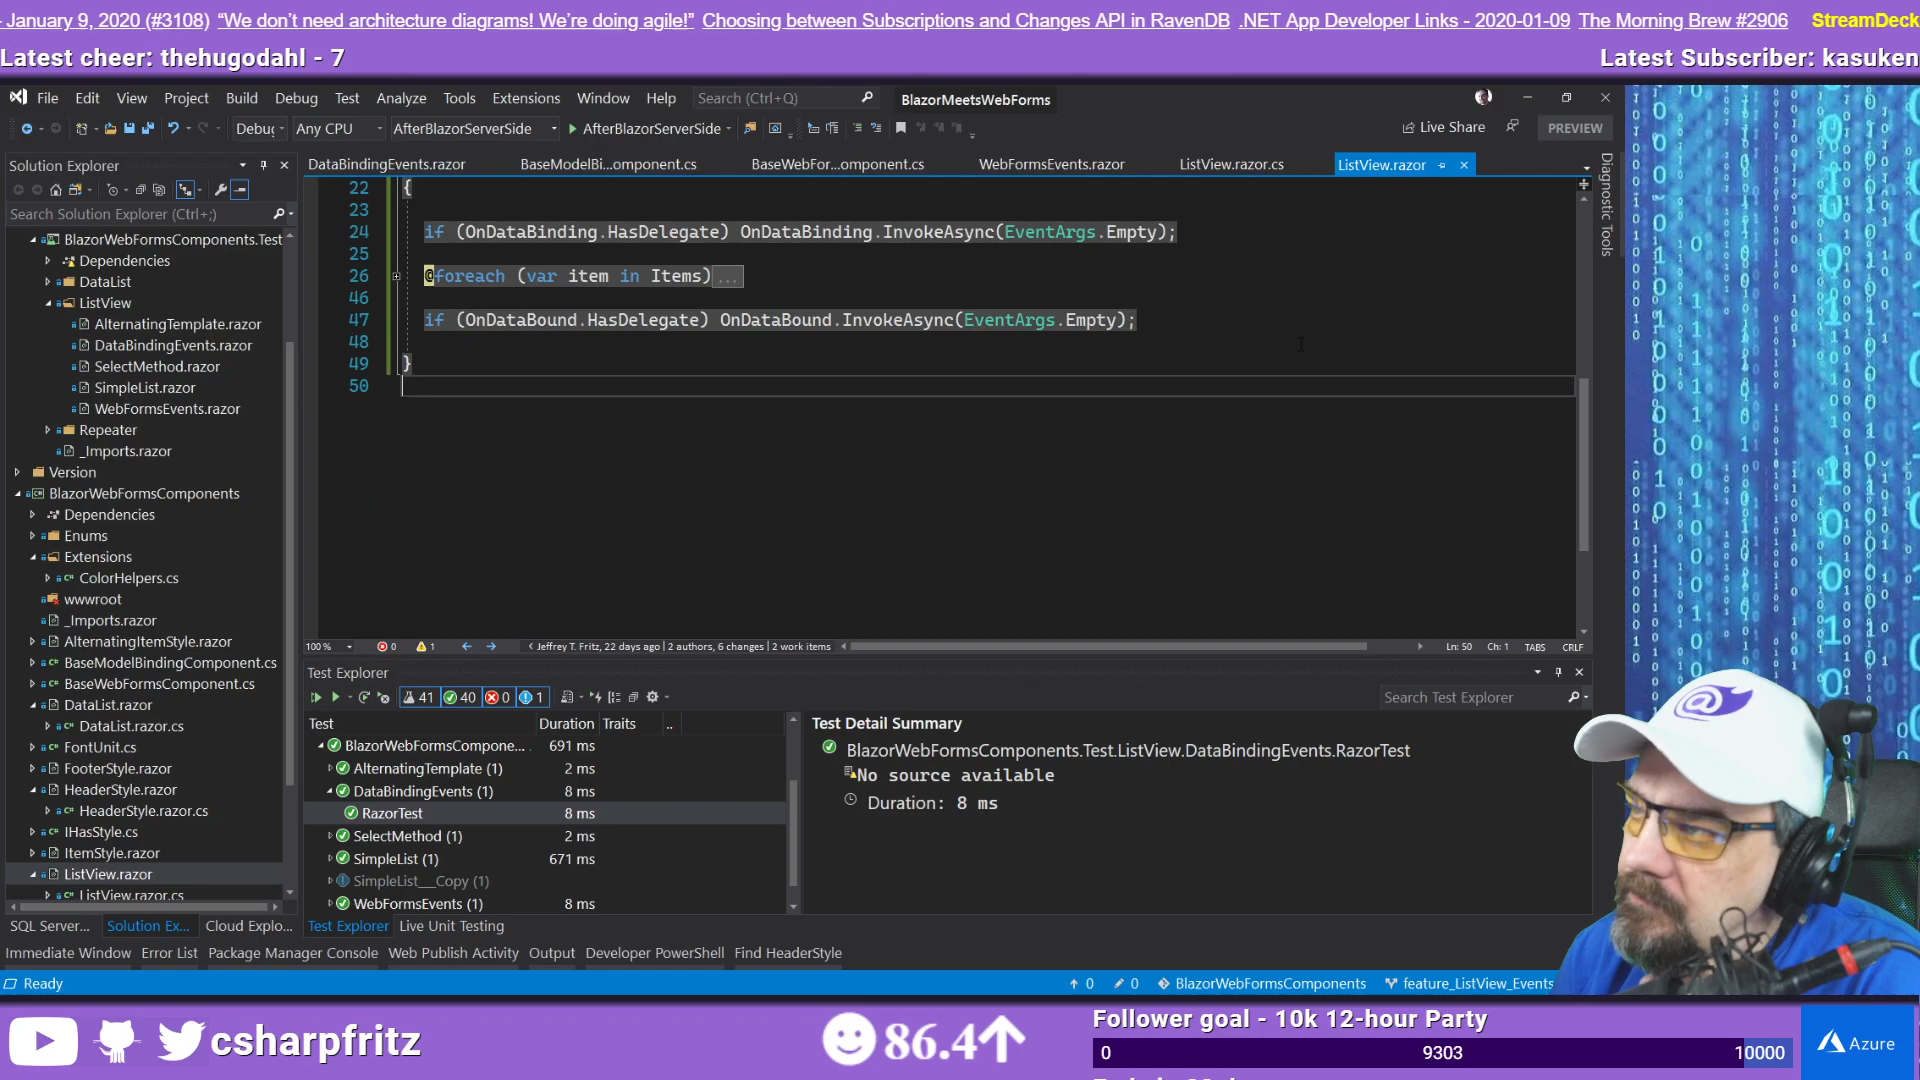 - January 9, 2020 (#3108) “We don’t need architecture diagrams! We’re doing agile!” Choosing between Subscriptions and Changes API in RavenDB .NET App Developer Links - 2020-01-09 The Morning Brew #2906 StreamDeck
Latest cheer: thehugodahl - 7
Latest Subscriber: kasuken
File Edit View Project Build Debug Test Analyze Tools Extensions Window Help Search (Ctrl+Q) BlazorMeetsWebForms
Debug Any CPU AfterBlazorServerSide AfterBlazorServerSide Live Share PREVIEW
Solution Explorer
Search Solution Explorer (Ctrl+;)
BlazorWebFormsComponents.Test
Dependencies
DataList
ListView
AlternatingTemplate.razor
DataBindingEvents.razor
SelectMethod.razor
SimpleList.razor
WebFormsEvents.razor
Repeater
_Imports.razor
Version
BlazorWebFormsComponents
Dependencies
Enums
Extensions
ColorHelpers.cs
wwwroot
_Imports.razor
AlternatingItemStyle.razor
BaseModelBindingComponent.cs
BaseWebFormsComponent.cs
DataList.razor
DataList.razor.cs
FontUnit.cs
FooterStyle.razor
HeaderStyle.razor
HeaderStyle.razor.cs
IHasStyle.cs
ItemStyle.razor
ListView.razor
ListView.razor.cs
SQL Server... Solution Ex... Cloud Explo...
DataBindingEvents.razor BaseModelBi...omponent.cs BaseWebFor...omponent.cs WebFormsEvents.razor ListView.razor.cs ListView.razor
Diagnostic Tools
22 {
23
24 if (OnDataBinding.HasDelegate) OnDataBinding.InvokeAsync(EventArgs.Empty);
25
26 @foreach (var item in Items)...
46
47 if (OnDataBound.HasDelegate) OnDataBound.InvokeAsync(EventArgs.Empty);
48
49 }
50
100 % 0 1 Jeffrey T. Fritz, 22 days ago | 2 authors, 6 changes | 2 work items Ln: 50 Ch: 1 TABS CRLF
Test Explorer
41 40 0 1 Search Test Explorer
Test Duration Traits ..
BlazorWebFormsCompone... 691 ms
AlternatingTemplate (1) 2 ms
DataBindingEvents (1) 8 ms
RazorTest 8 ms
SelectMethod (1) 2 ms
SimpleList (1) 671 ms
SimpleList__Copy (1)
WebFormsEvents (1) 8 ms
Test Detail Summary
BlazorWebFormsComponents.Test.ListView.DataBindingEvents.RazorTest
No source available
Duration: 8 ms
Test Explorer Live Unit Testing
Immediate Window Error List Package Manager Console Web Publish Activity Output Developer PowerShell Find HeaderStyle
Ready 0 0 BlazorWebFormsComponents feature_ListView_Events
csharpfritz
86.4
Follower goal - 10k 12-hour Party
0 9303 10000
Azure